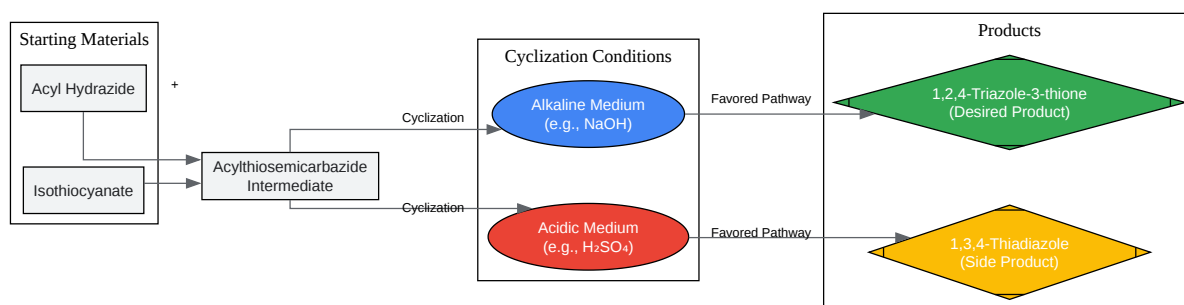 Starting Materials
Acyl Hydrazide
+
Isothiocyanate
Acylthiosemicarbazide
Intermediate
Cyclization
Cyclization
Cyclization Conditions
Alkaline Medium
(e.g., NaOH)
Acidic Medium
(e.g., H₂SO₄)
Favored Pathway
Favored Pathway
Products
1,2,4-Triazole-3-thione
(Desired Product)
1,3,4-Thiadiazole
(Side Product)